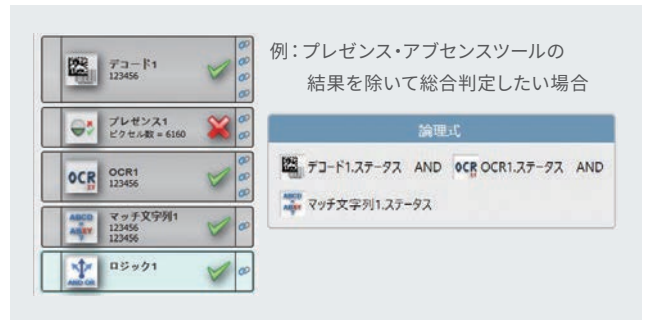 デコード1
123456
プレゼンス1
ピクセル数 = 6160
OCR
OCR1
123456
ABCD
マッチ文字列1
123456
123456
AND OR
ロジック1
例：プレゼンス・アブセンスツールの
結果を除いて総合判定したい場合
論理式
デコード1.ステータス AND OCR OCR1.ステータス AND
マッチ文字列1.ステータス